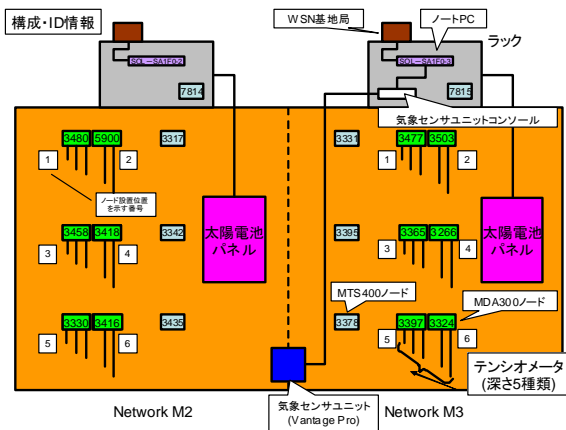 構成・ID情報
WSN基地局
ノートPC
ラック
SOL-SA1F0-2
SOL-SA1F0-3
7814
7815
気象センサユニットコンソール
3480 5900
3317
3331
3477 3503
1
2
1
2
ノード設置位置
を示す番号
太陽電池
パネル
太陽電池
パネル
3458 3418
3342
3395
3365 3266
3
4
3
4
MTS400ノード
MDA300ノード
3330 3416
3435
3378
3397 3324
5
6
5
6
テンシオメータ
(深さ5種類)
気象センサユニット
(Vantage Pro)
Network M2
Network M3